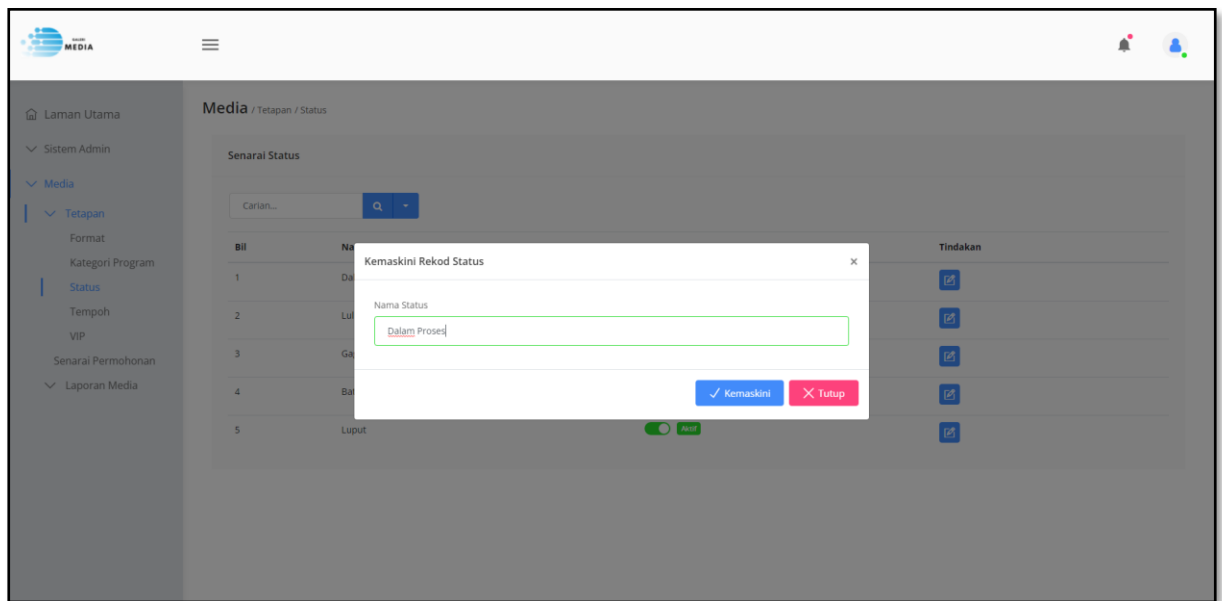 MEDIA
Laman Utama
Sistem Admin
Media
Tetapan
Format
Kategori Program
Status
Tempoh
VIP
Senarai Permohonan
Laporan Media
Media / Tetapan / Status
Senarai Status
Carian...
Bil
Tindakan
1
2
3
4
5 Luput Aktif
Kemaskini Rekod Status ×
Nama Status
Dalam Proses
Kemaskini Tutup